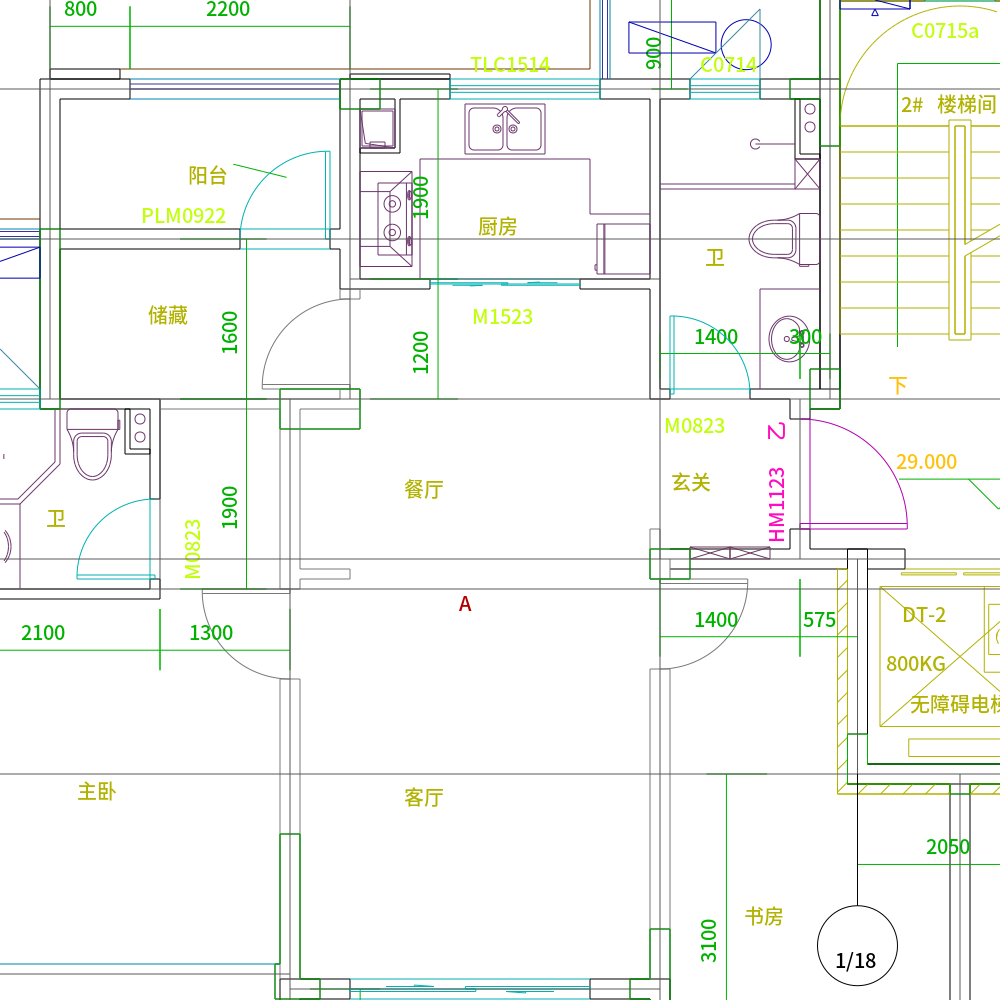 800
2200
TLC1514
900
C0714
C0715a
2# 楼梯间
阳台
PLM0922
1900
厨房
卫
储藏
1600
M1523
1200
1400
300
下
M0823
乙
HM1123
29.000
餐厅
玄关
卫
M0823
1900
A
2100
1300
1400
575
DT-2
800KG
无障碍电梯
主卧
客厅
2050
书房
3100
1/18